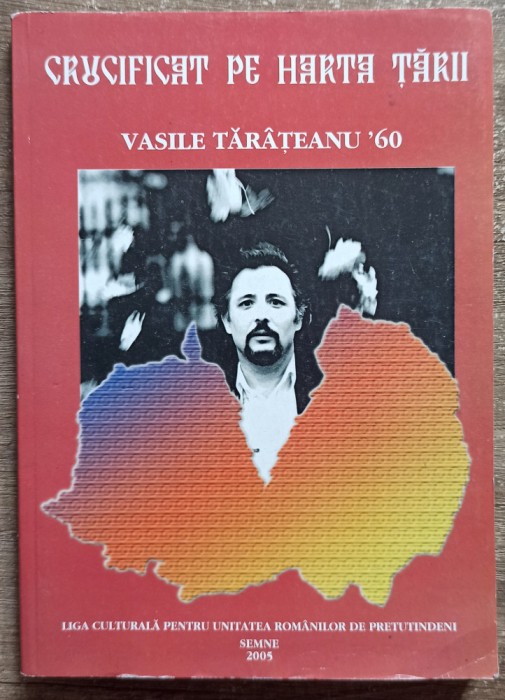 CRUCIFICAT PE HARTA ȚĂRII
VASILE TĂRÂȚEANU '60
LIGA CULTURALĂ PENTRU UNITATEA ROMÂNILOR DE PRETUTINDENI
SEMNE
2005